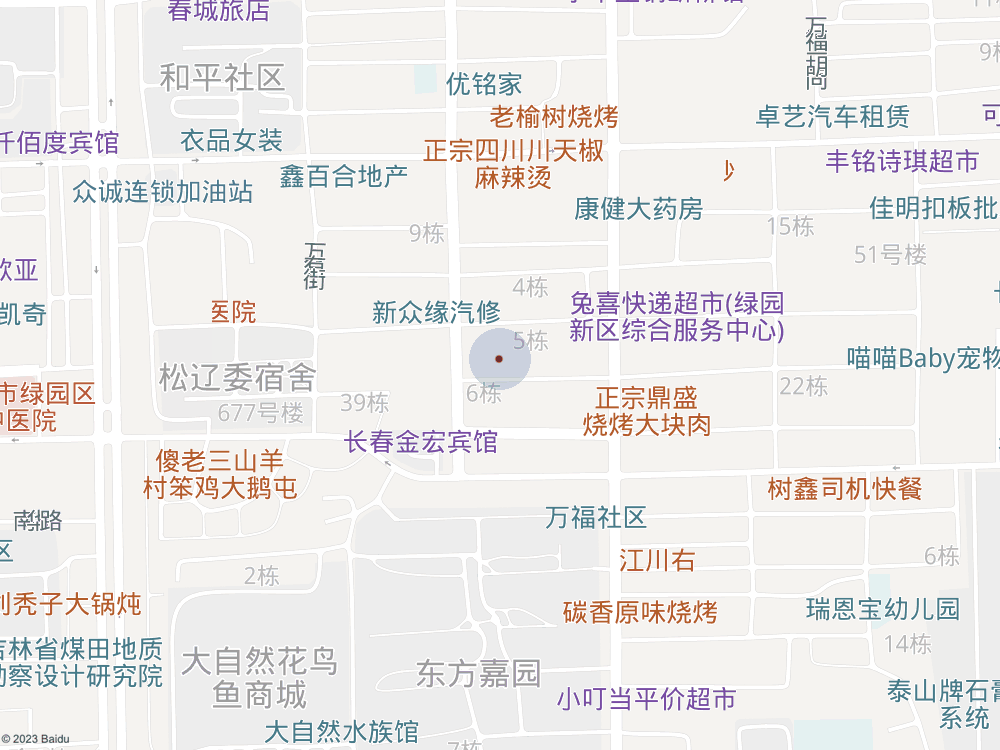 春城旅店
和平社区
优铭家
万福胡同
老榆树烧烤
卓艺汽车租赁
仟佰度宾馆
衣品女装
正宗四川川天椒
麻辣烫
丰铭诗琪超市
鑫百合地产
众诚连锁加油站
康健大药房
佳明扣板批
9栋
15栋
万有街
51号楼
欧亚
4栋
凯奇
医院
新众缘汽修
兔喜快递超市(绿园
新区综合服务中心)
5栋
喵喵Baby宠物
松辽委宿舍
市绿园区
中医院
677号楼
39栋
6栋
正宗鼎盛
烧烤大块肉
22栋
长春金宏宾馆
傻老三山羊
村笨鸡大鹅屯
树鑫司机快餐
万福社区
区
江川右
6栋
2栋
刘秃子大锅炖
碳香原味烧烤
瑞恩宝幼儿园
14栋
吉林省煤田地质
勘察设计研究院
大自然花鸟
鱼商城
东方嘉园
小叮当平价超市
泰山牌石膏
系统
大自然水族馆
7栋
© 2023 Baidu